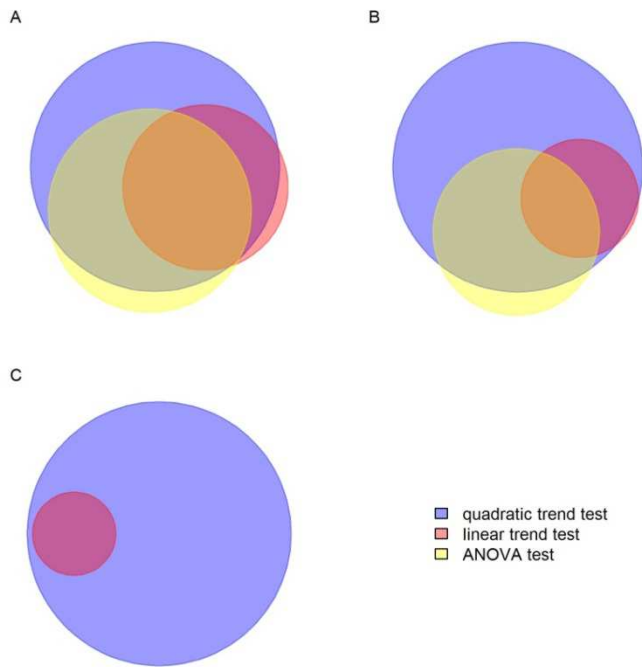 A
B
C
quadratic trend test
linear trend test
ANOVA test